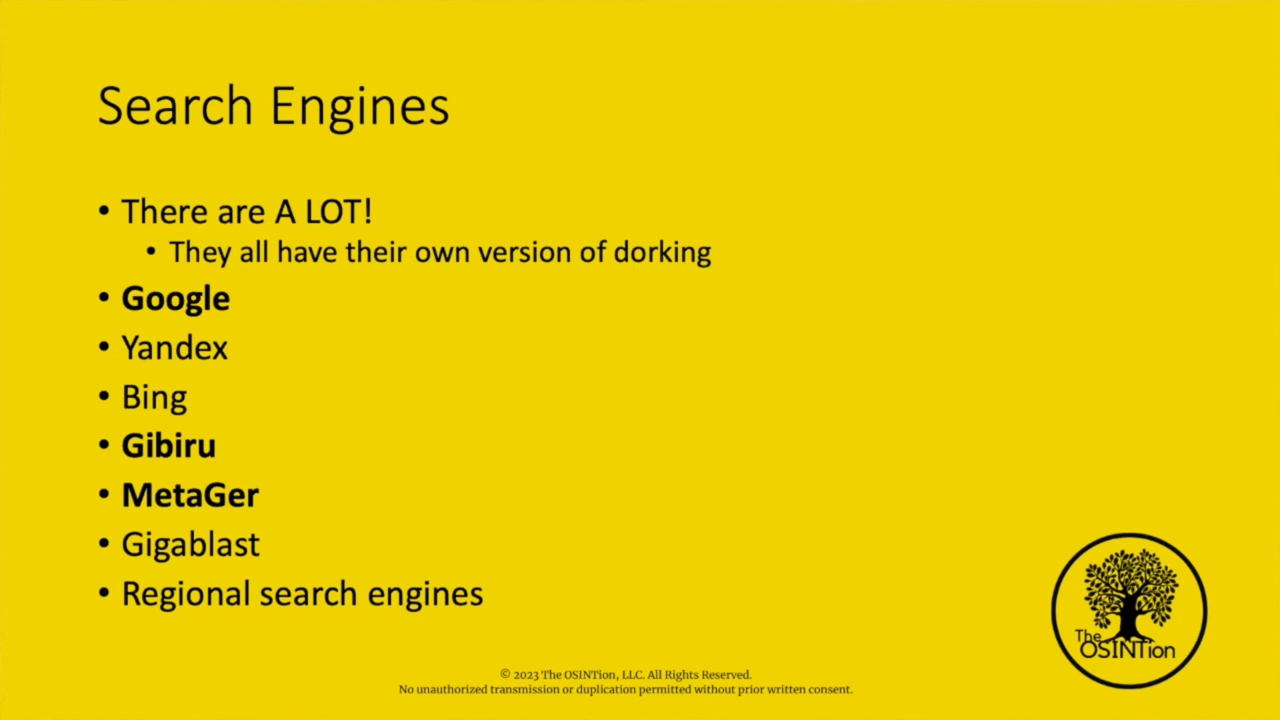 Search Engines
• There are A LOT!
• They all have their own version of dorking
• Google
• Yandex
• Bing
• Gibiru
• MetaGer
• Gigablast
• Regional search engines
The
OSINTion
© 2023 The OSINTion, LLC. All Rights Reserved.
No unauthorized transmission or duplication permitted without prior written consent.